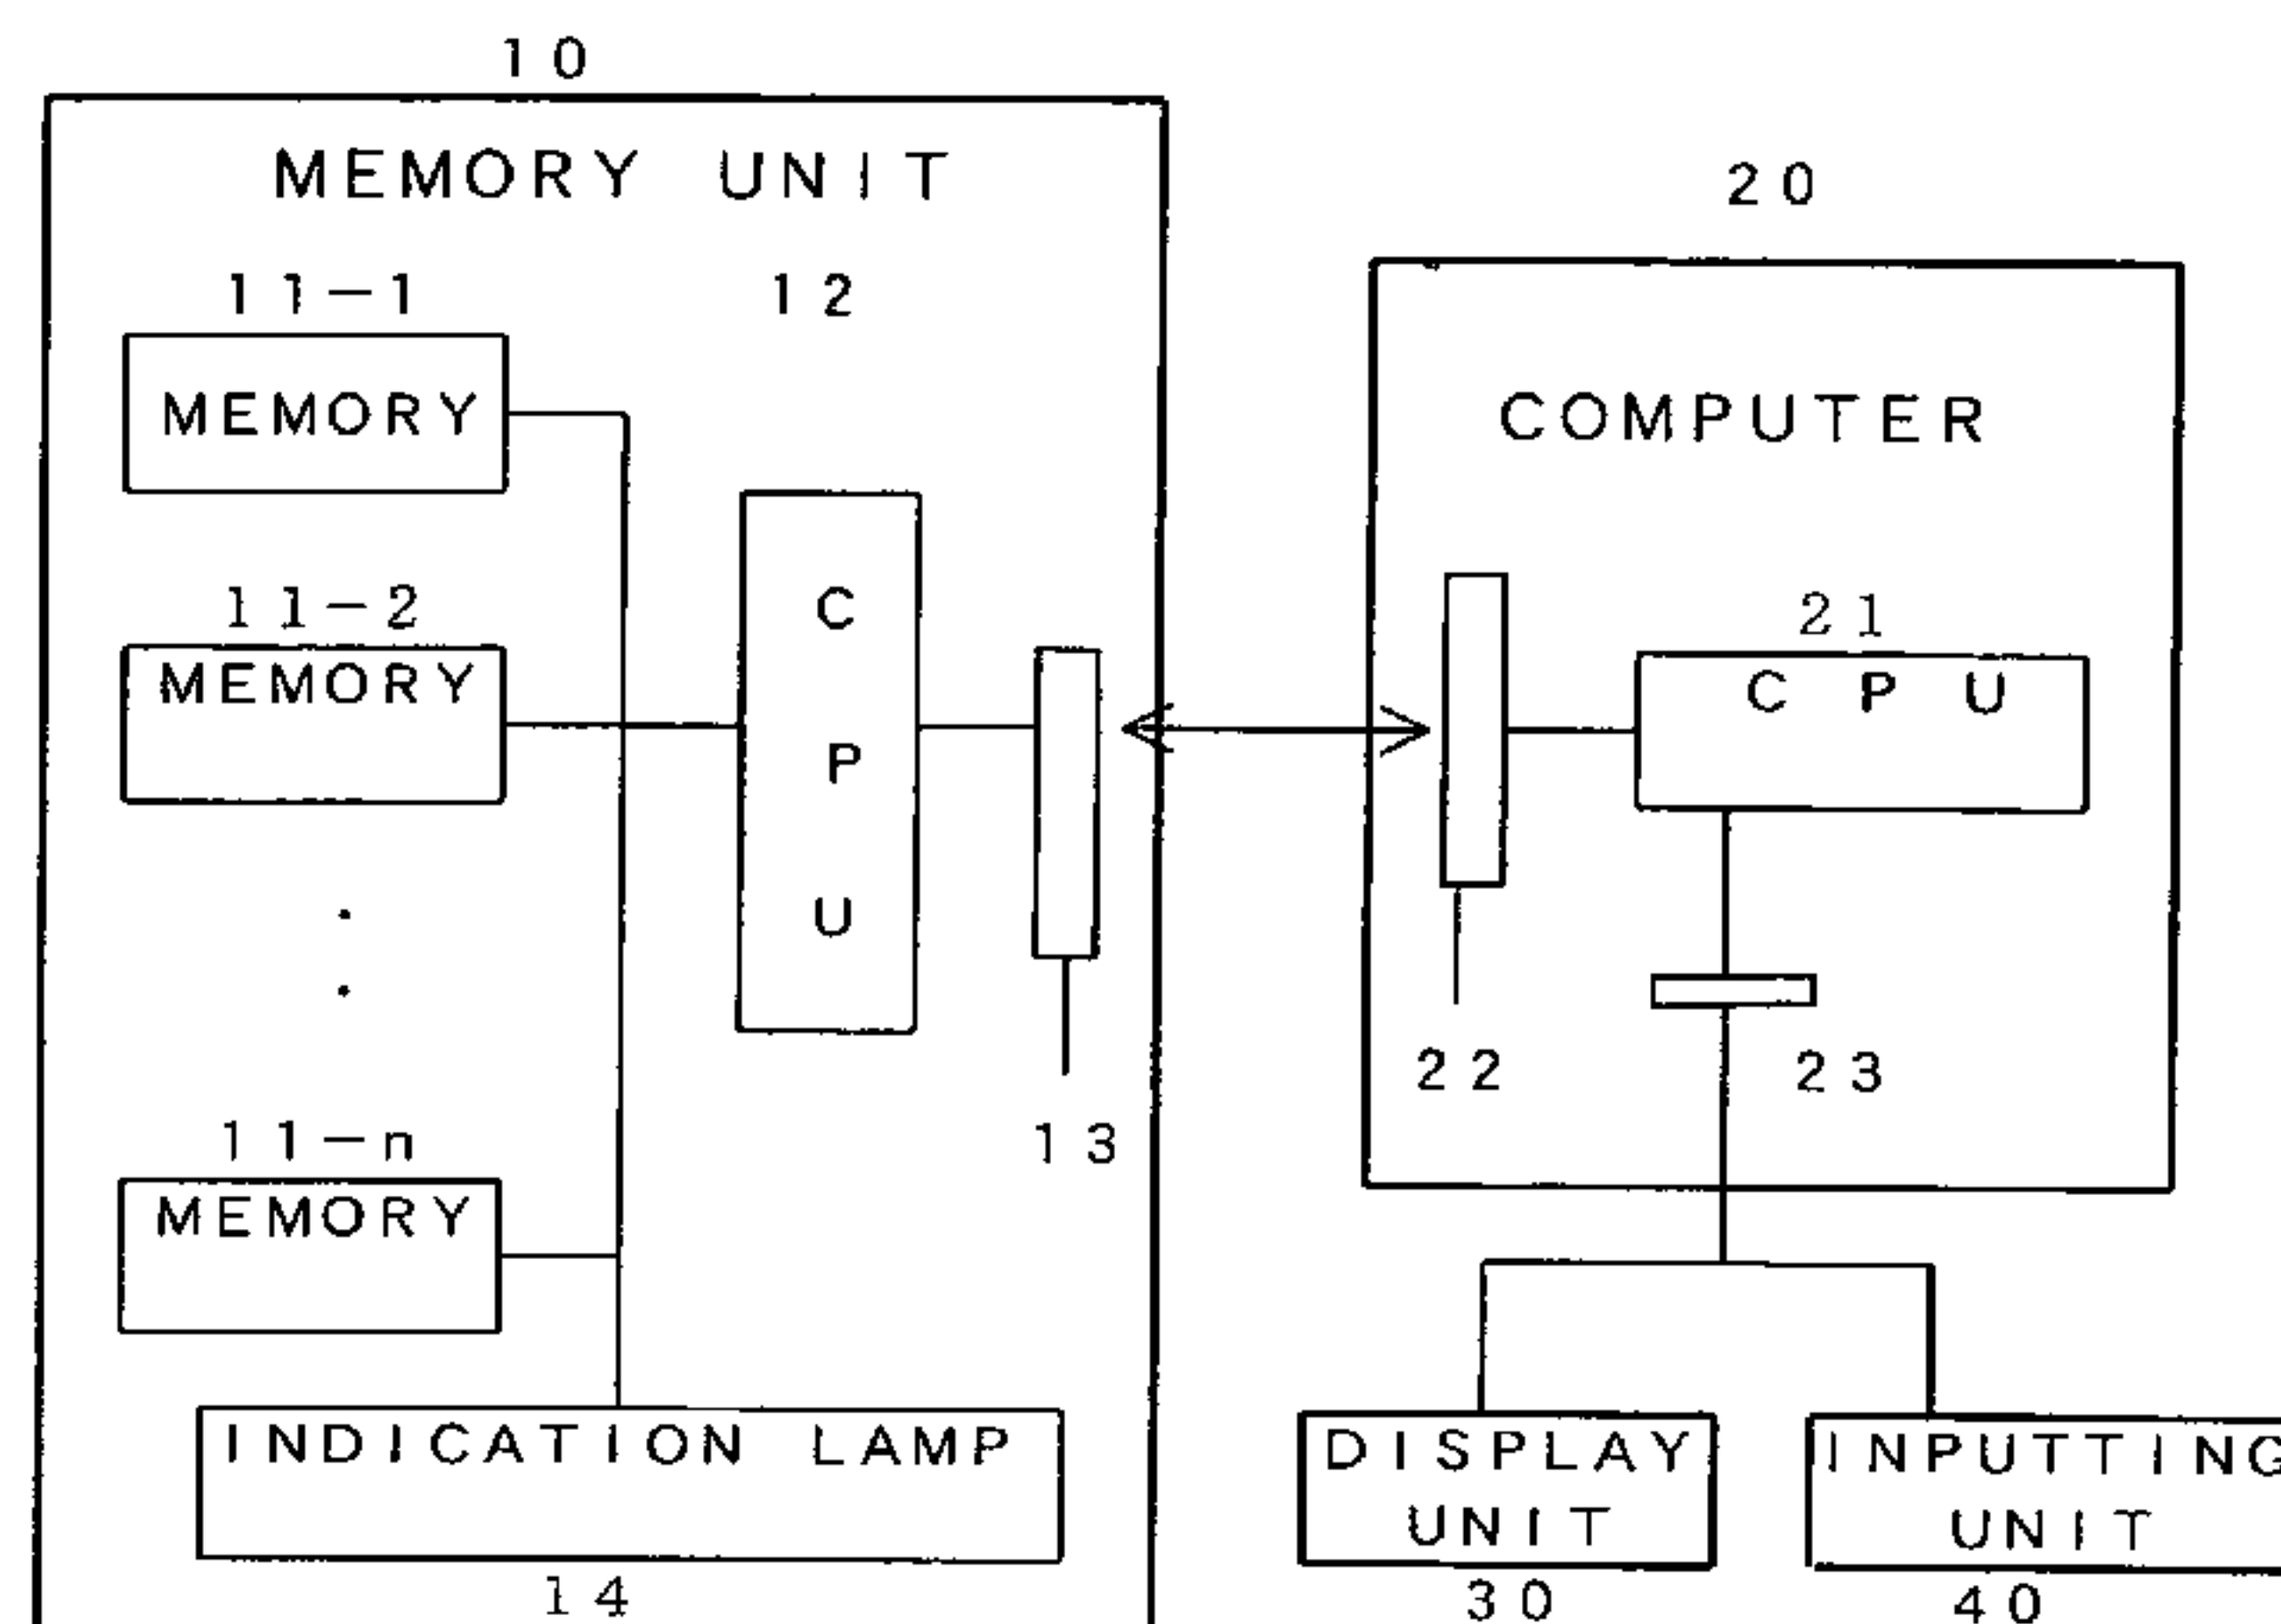 10
MEMORY UNIT
11-1
12
MEMORY
11-2
MEMORY
C
P
U
13
11-n
MEMORY
INDICATION LAMP
14
20
COMPUTER
21
CPU
22
23
DISPLAY
UNIT
30
INPUTTING
UNIT
40